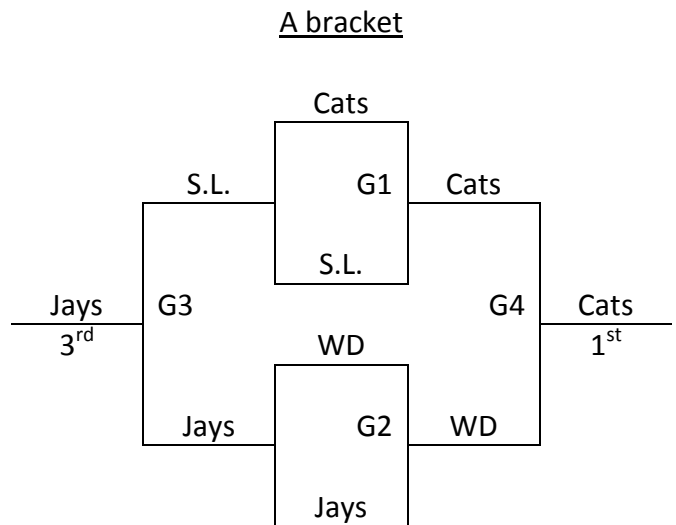 A bracket
Cats
S.L.
G1
Cats
S.L.
Jays
G3
G4
Cats
3rd
WD
1st
Jays
G2
WD
Jays